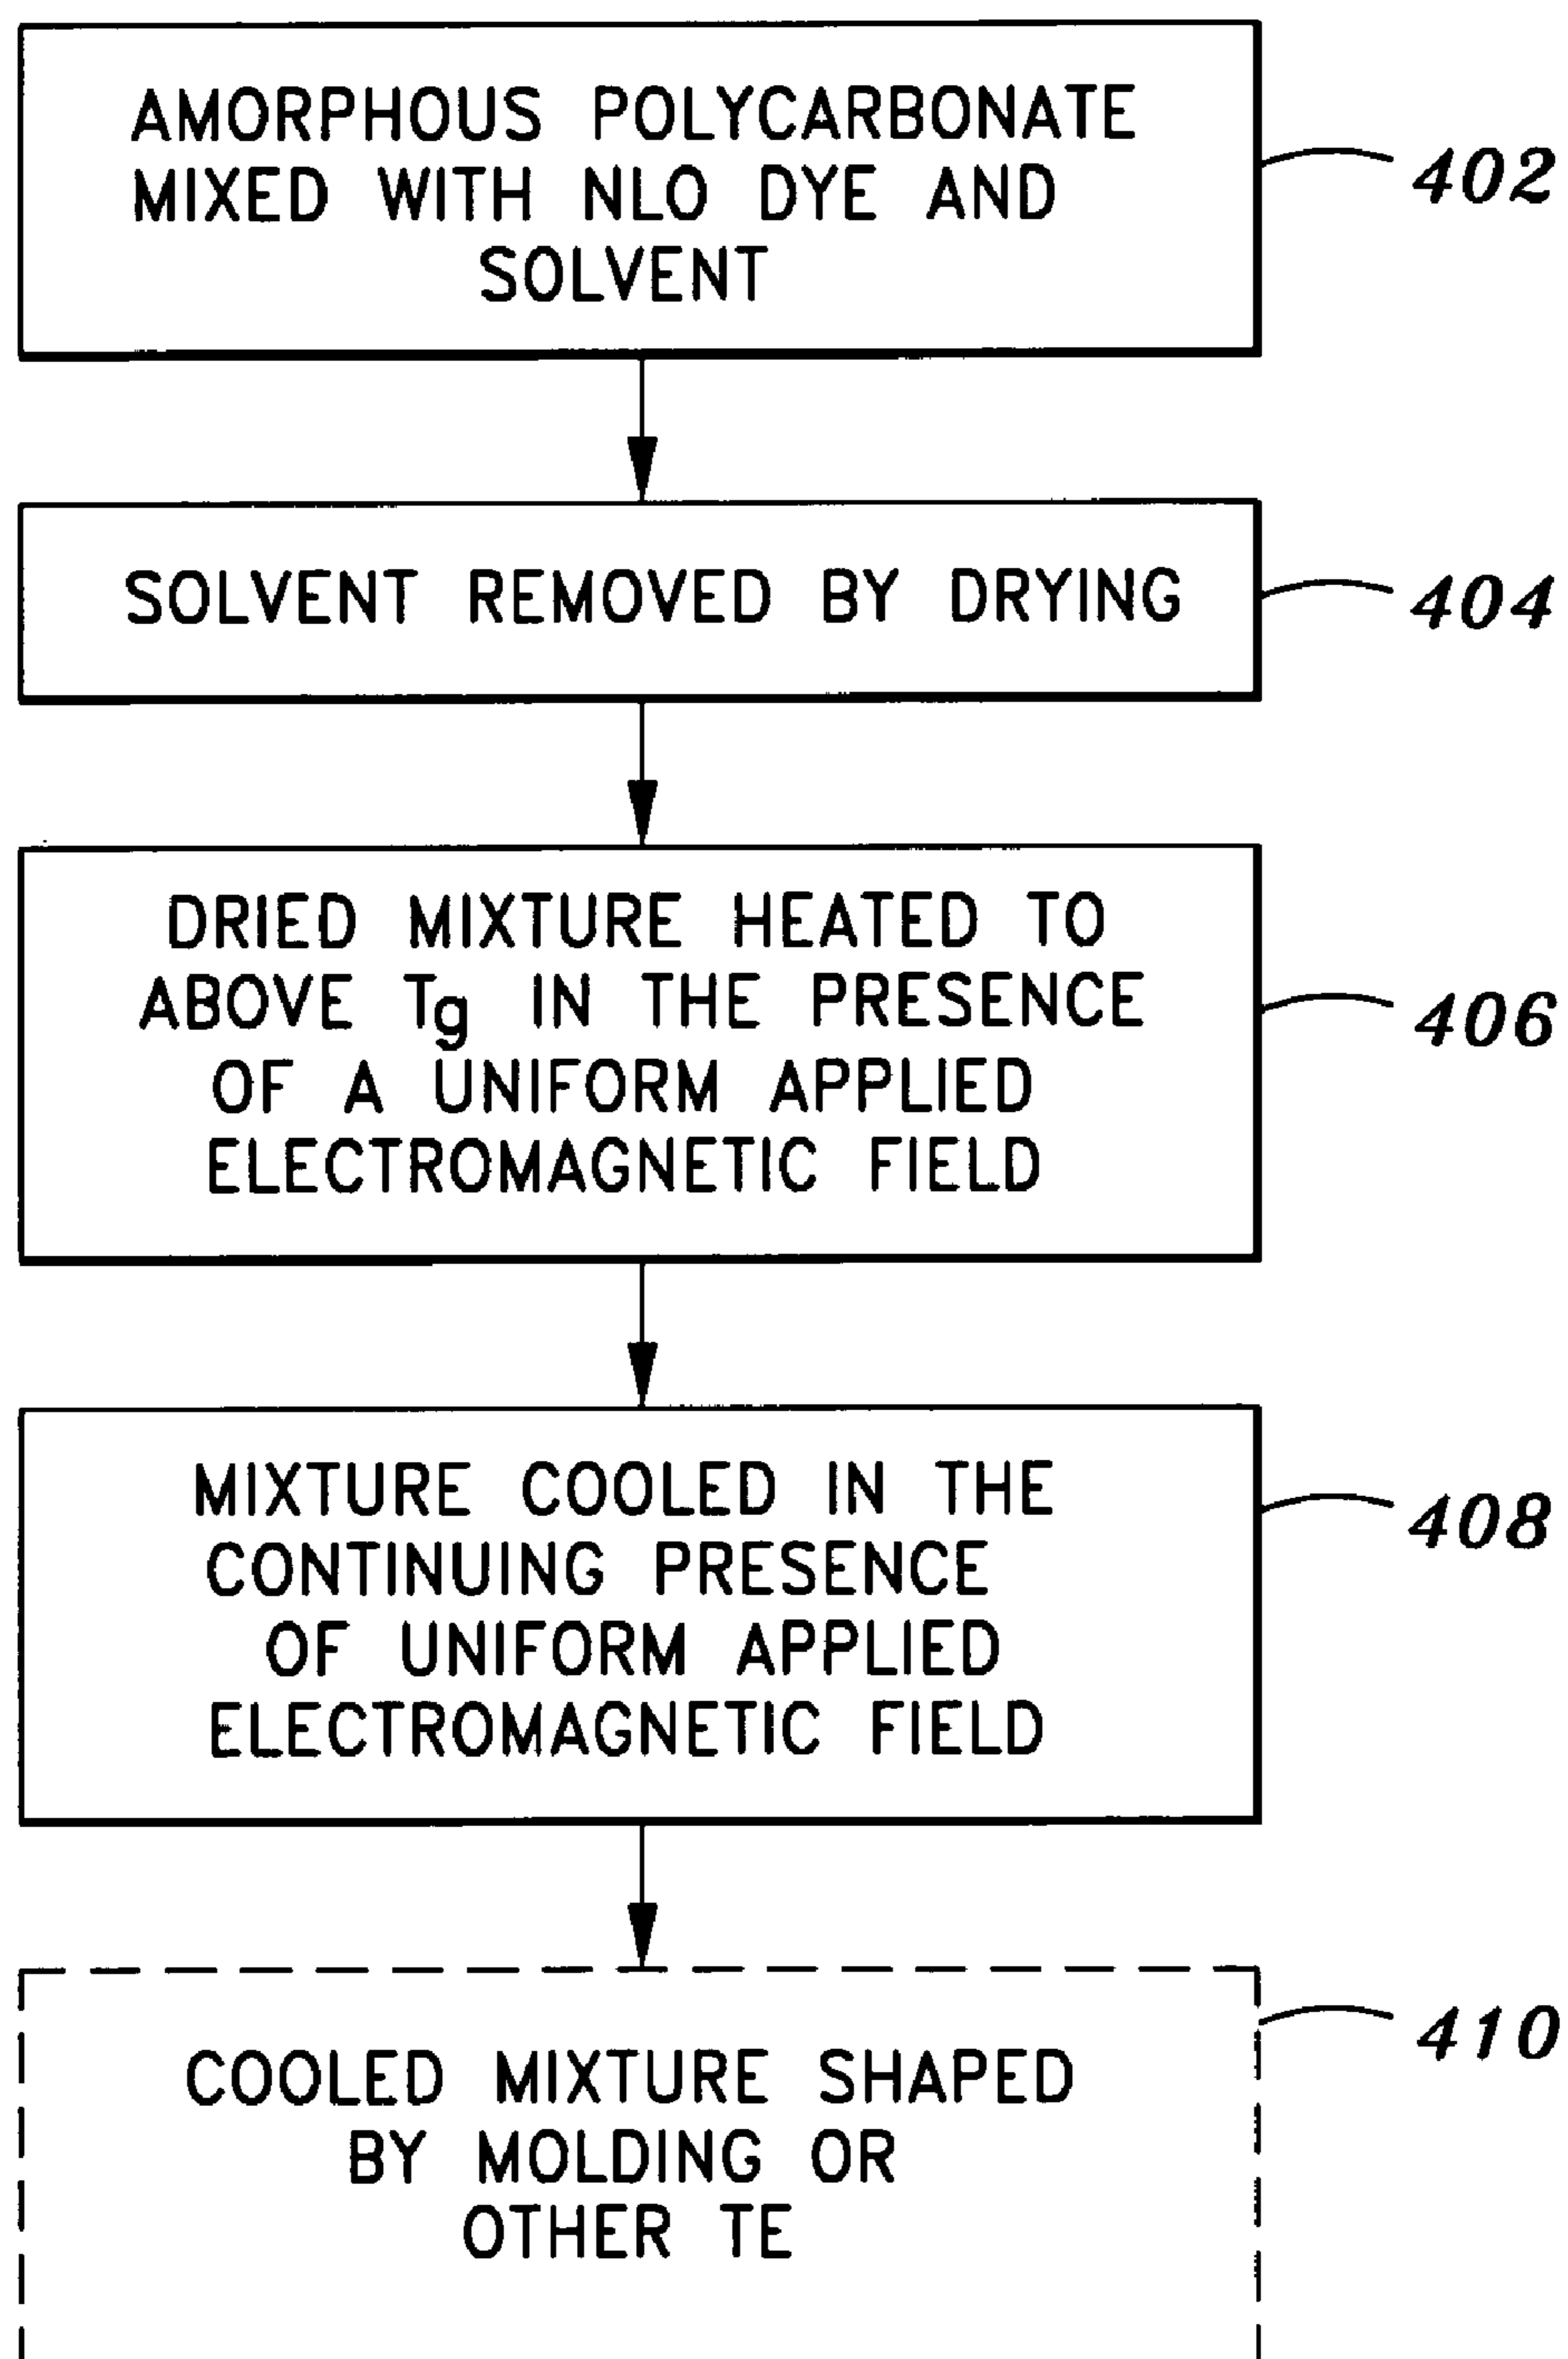 AMORPHOUS POLYCARBONATE
MIXED WITH NLO DYE AND
SOLVENT
402
SOLVENT REMOVED BY DRYING
404
DRIED MIXTURE HEATED TO
ABOVE Tg IN THE PRESENCE
OF A UNIFORM APPLIED
ELECTROMAGNETIC FIELD
406
MIXTURE COOLED IN THE
CONTINUING PRESENCE
OF UNIFORM APPLIED
ELECTROMAGNETIC FIELD
408
COOLED MIXTURE SHAPED
BY MOLDING OR
OTHER TE
410